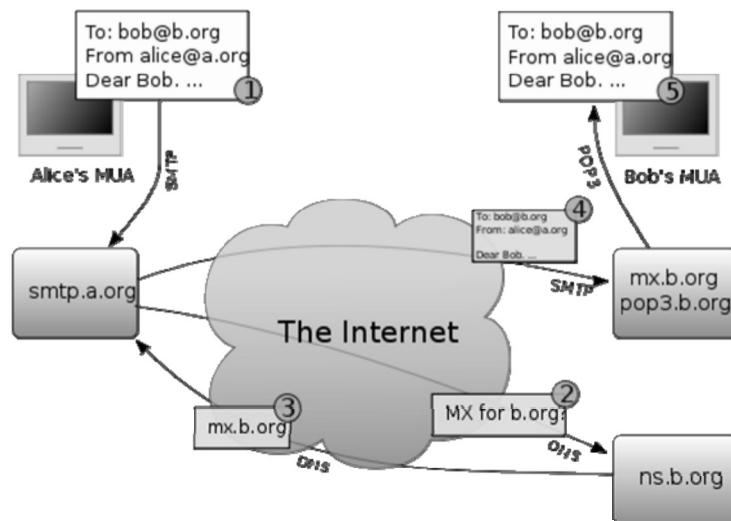 To: bob@b.org
From alice@a.org
Dear Bob. ...
1
Alice's MUA
SMTP
To: bob@b.org
From alice@a.org
Dear Bob. ...
5
Bob's MUA
POP3
To: bob@b.org
From: alice@a.org
Dear Bob. ...
4
SMTP
smtp.a.org
mx.b.org
pop3.b.org
The Internet
MX for b.org?
2
DNS
mx.b.org
3
DNS
ns.b.org